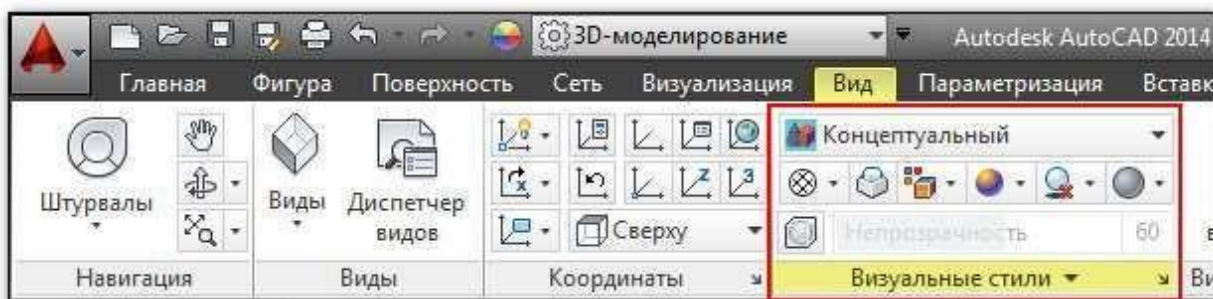 3D-моделирование Autodesk AutoCAD 2014
Главная Фигура Поверхность Сеть Визуализация Вид Параметризация Вставк
Концептуальный
Штурвалы Виды Диспетчер видов Сверху Непрозрачность 60
Навигация Виды Координаты Визуальные стили Ви